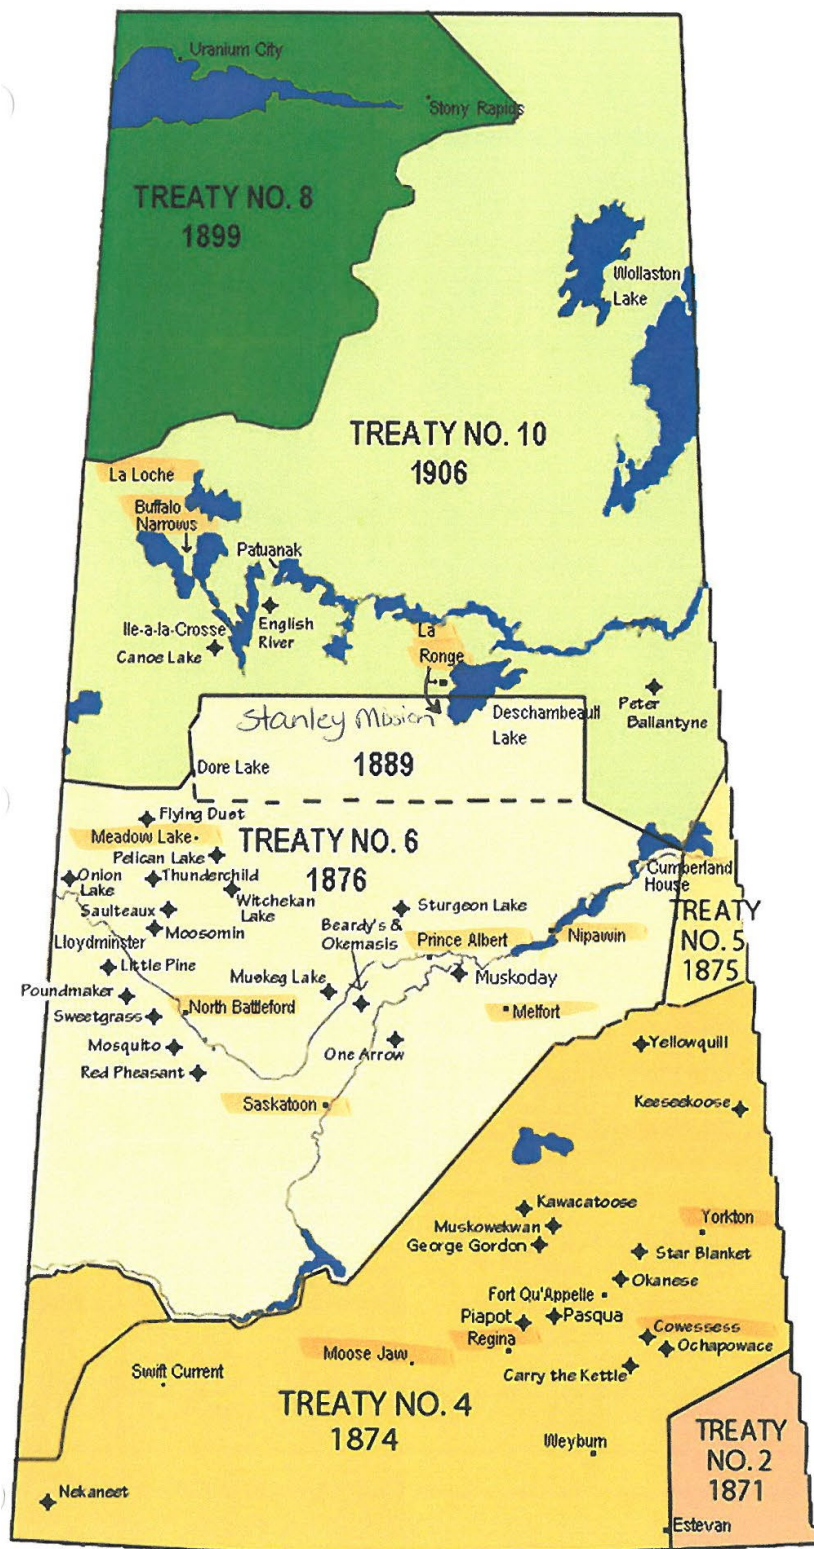 Uranium City
Stony Rapids
TREATY NO. 8
1899
Wollaston
Lake
TREATY NO. 10
1906
La Loche
Buffalo
Narrows
Patuanak
Ile-a-la-Crosse
English
River
Canoe Lake
La
Ronge
Peter
Ballantyne
Stanley Mission
Deschambeault
Lake
Dore Lake
1889
Flying Dust
Meadow Lake
TREATY NO. 6
1876
Pelican Lake
Onion
Lake
Thunderchild
Witchekan
Lake
Cumberland
House
Saulteaux
Sturgeon Lake
TREATY
NO. 5
1875
Moosomin
Beardy's &
Okemasis
Lloydminster
Prince Albert
Nipawin
Little Pine
Muskeg Lake
Muskoday
Poundmaker
North Battleford
Melfort
Sweetgrass
Mosquito
One Arrow
Yellowquill
Red Pheasant
Saskatoon
Keeseekoose
Kawacatoose
Muskowekwan
Yorkton
George Gordon
Star Blanket
Okanese
Fort Qu'Appelle
Piapot
Pasqua
Cowessess
Regina
Ochapowace
Moose Jaw
Carry the Kettle
Swift Current
TREATY NO. 4
1874
Weyburn
TREATY
NO. 2
1871
Nekaneet
Estevan